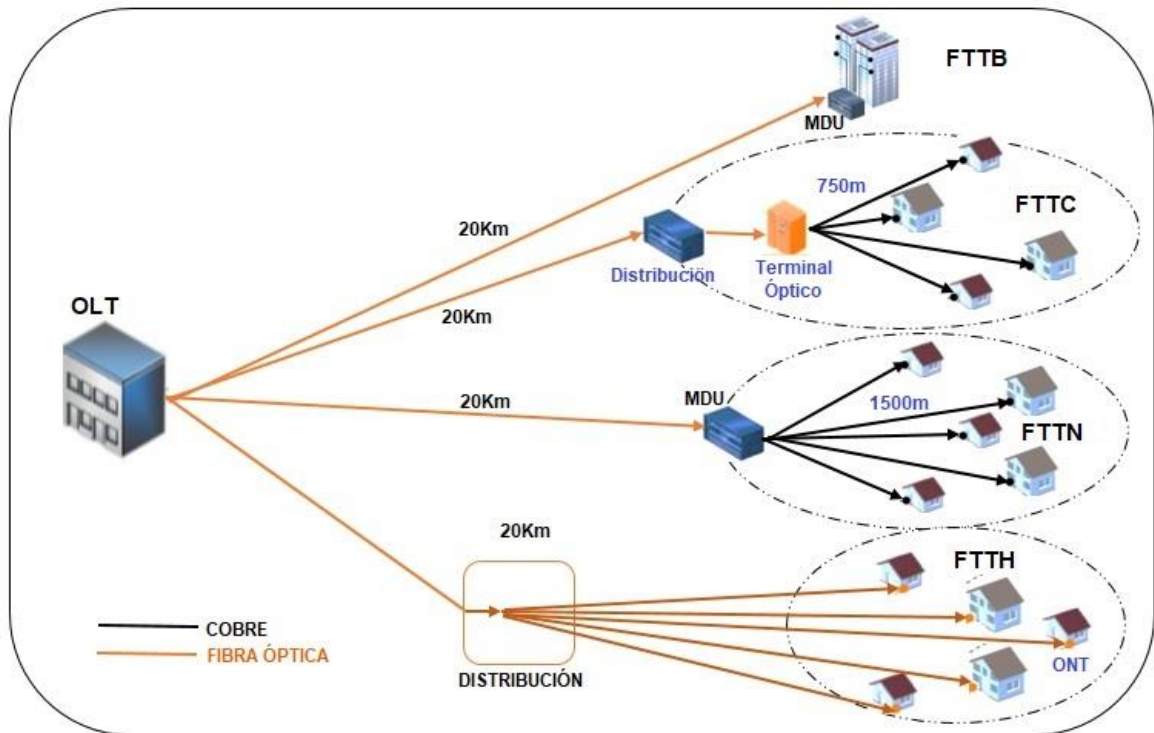 FTTB
MDU
750m
FTTC
20Km
Distribución
Terminal
Óptico
20Km
OLT
20Km
MDU
1500m
FTTN
20Km
FTTH
COBRE
FIBRA ÓPTICA
DISTRIBUCIÓN
ONT